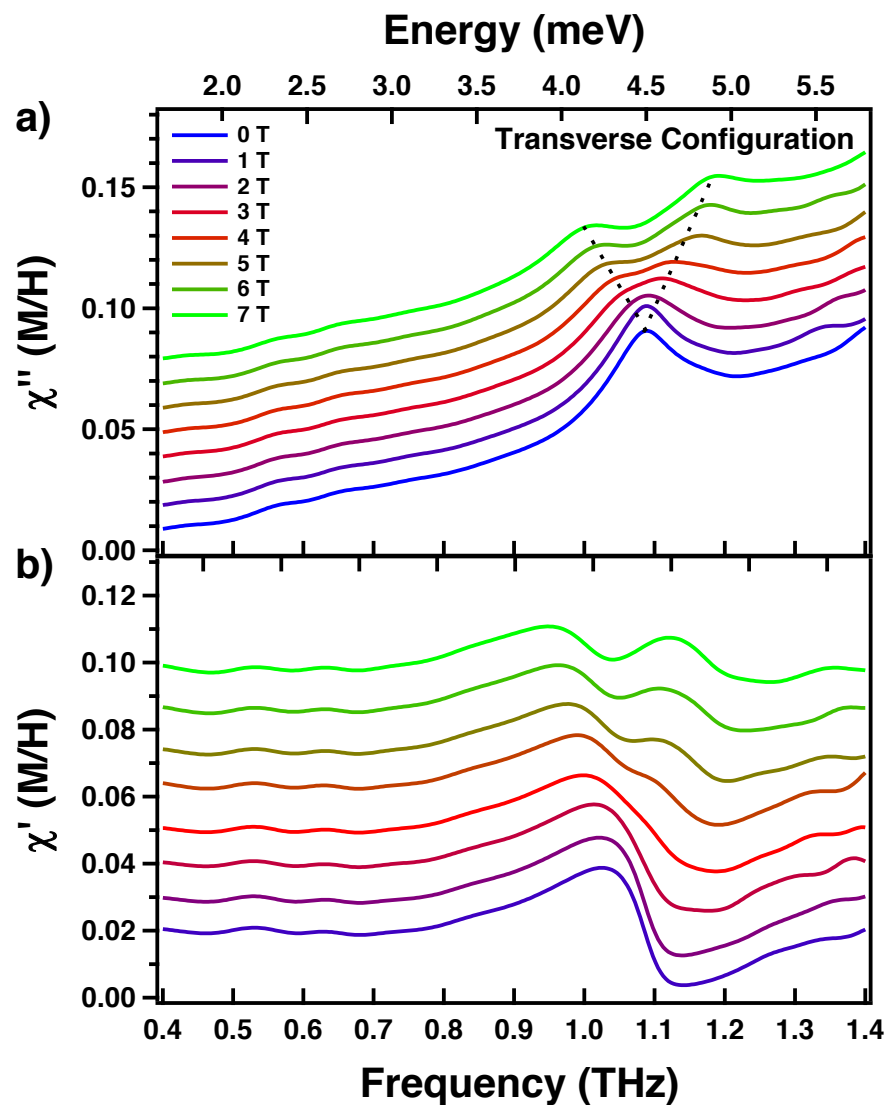 Energy (meV)
2.0 2.5 3.0 3.5 4.0 4.5 5.0 5.5
a)
Transverse Configuration
0 T
1 T
2 T
3 T
4 T
5 T
6 T
7 T
0.15
0.10
0.05
0.00
χ'' (M/H)
b)
0.12
0.10
0.08
0.06
0.04
0.02
0.00
χ' (M/H)
0.4 0.5 0.6 0.7 0.8 0.9 1.0 1.1 1.2 1.3 1.4
Frequency (THz)